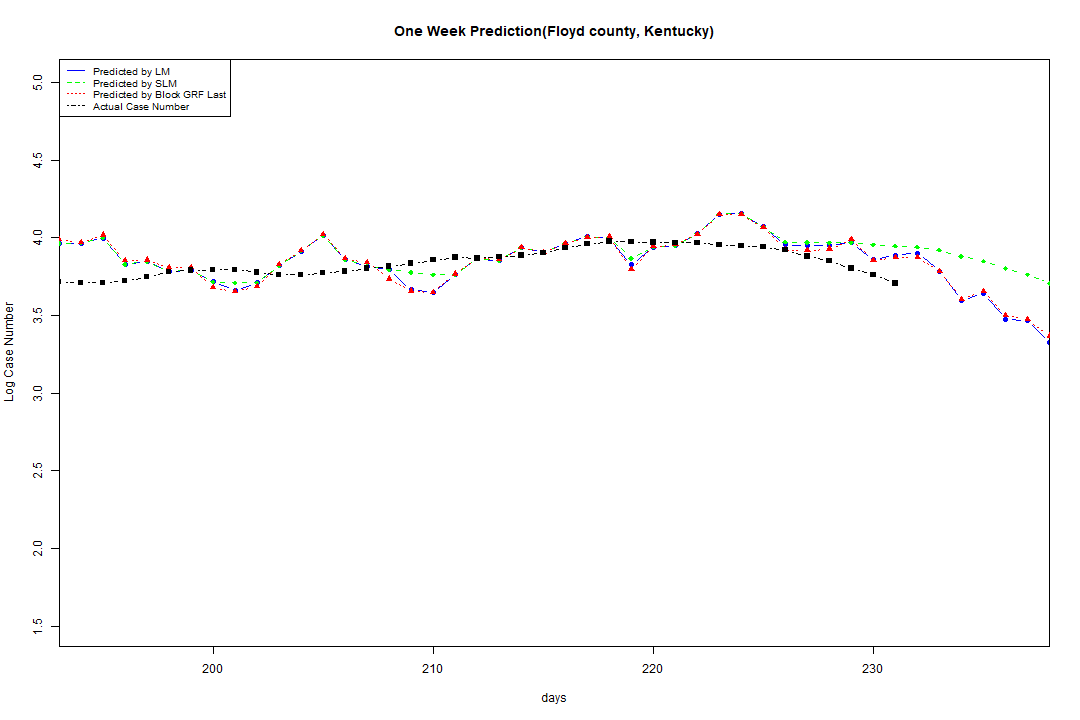 One Week Prediction(Floyd county, Kentucky)
Predicted by LM
Predicted by SLM
Predicted by Block GRF Last
Actual Case Number
5.0
4.5
4.0
3.5
3.0
2.5
2.0
1.5
Log Case Number
200 210 220 230
days